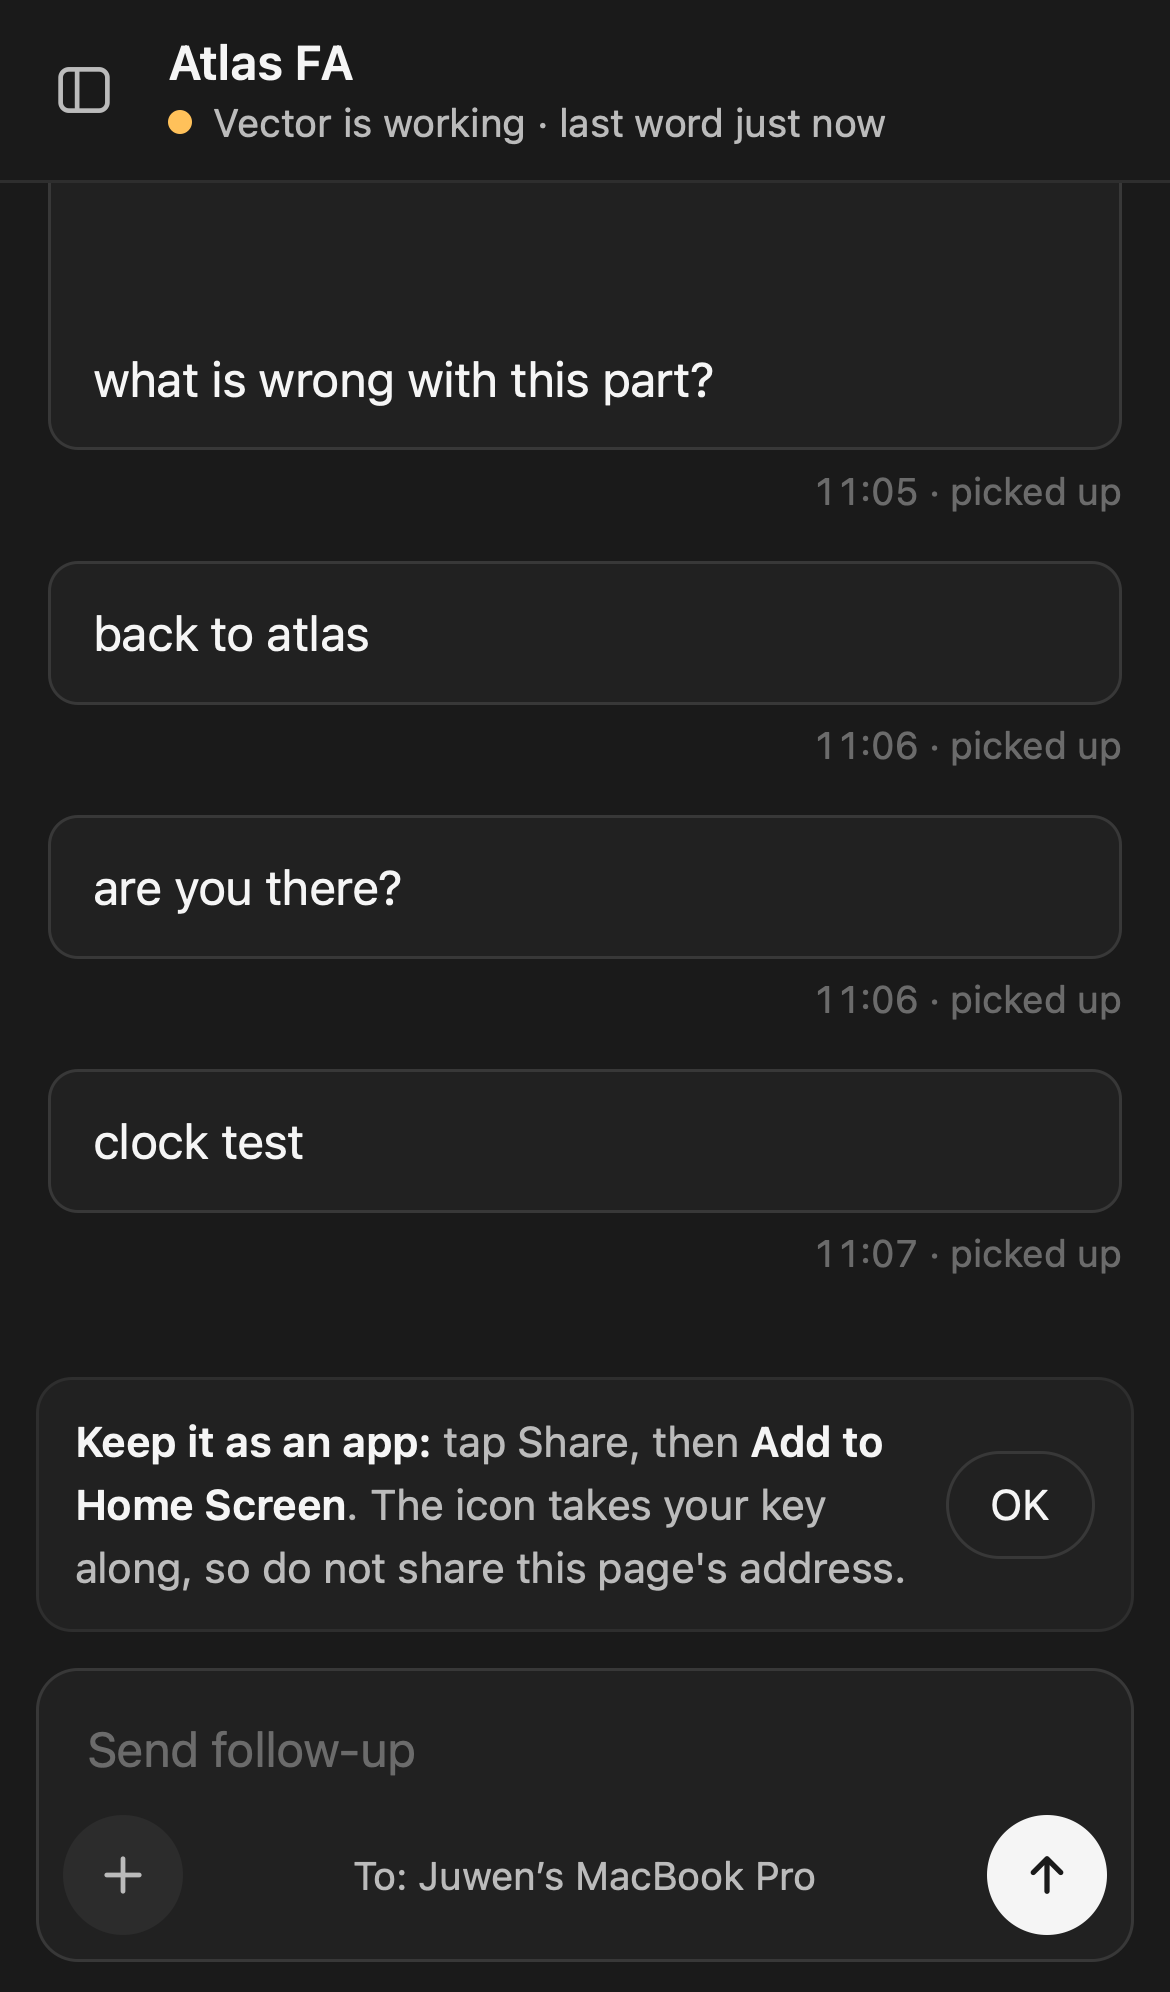 Atlas FA
Vector is working · last word just now
what is wrong with this part?
11:05 · picked up
back to atlas
11:06 · picked up
are you there?
11:06 · picked up
clock test
11:07 · picked up
Keep it as an app: tap Share, then Add to
Home Screen. The icon takes your key
along, so do not share this page's address.
OK
Send follow-up
To: Juwen’s MacBook Pro